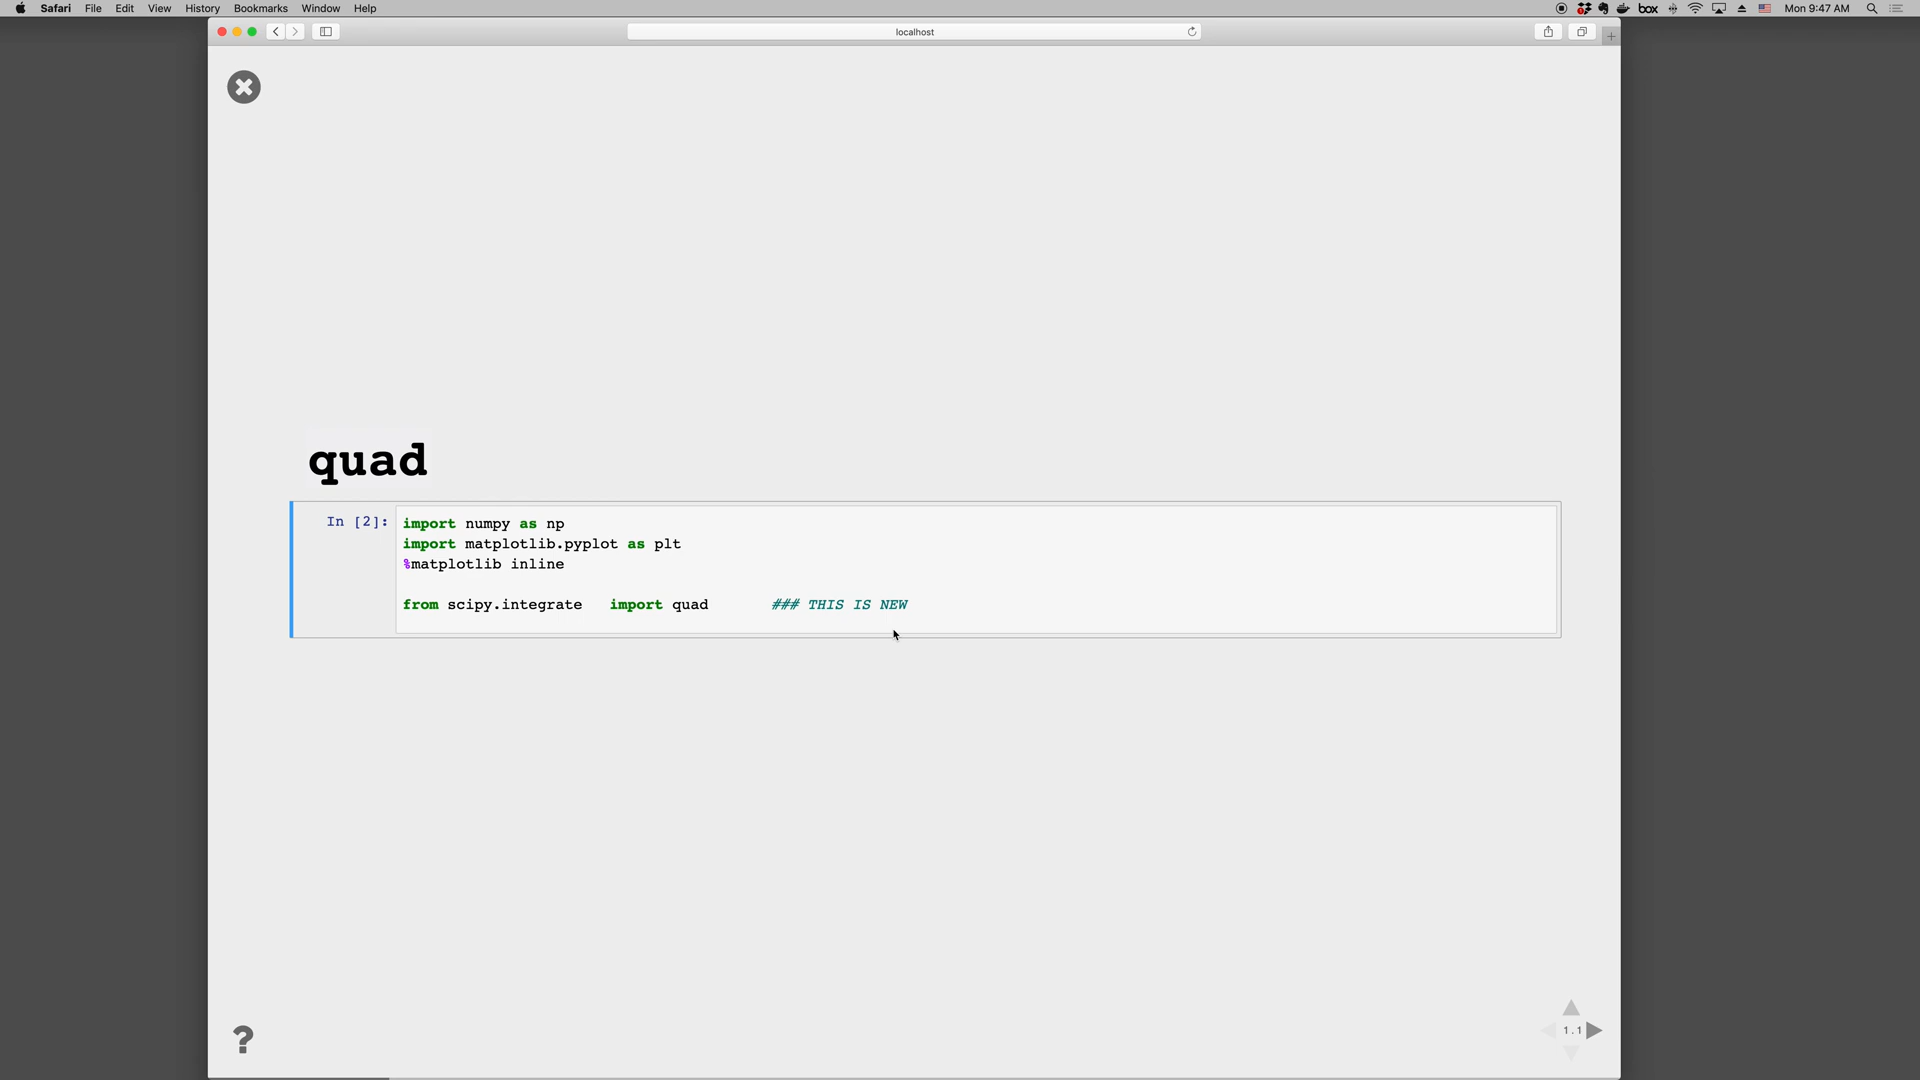 Safari File Edit View History Bookmarks Window Help
box Mon 9:47 AM
localhost
quad
In [2]:
import numpy as np
import matplotlib.pyplot as plt
%matplotlib inline
from scipy.integrate import quad ### THIS IS NEW
?
1.1